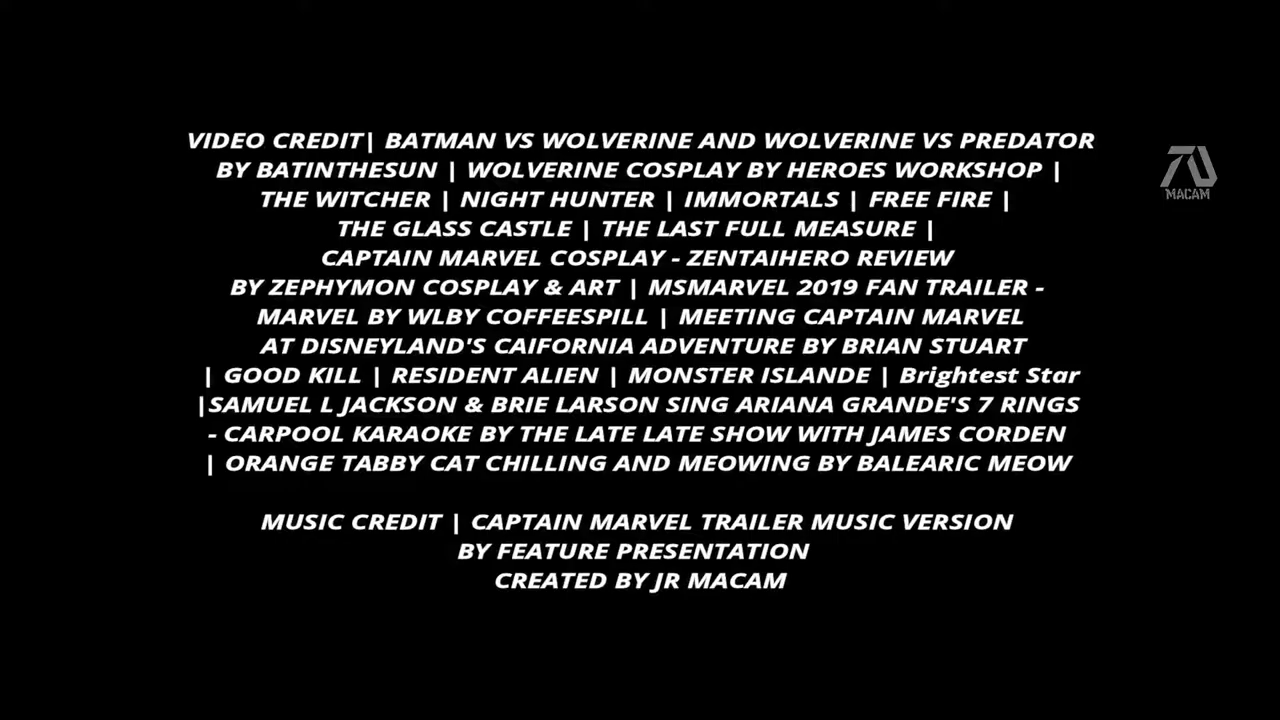 VIDEO CREDIT| BATMAN VS WOLVERINE AND WOLVERINE VS PREDATOR
BY BATINTHESUN | WOLVERINE COSPLAY BY HEROES WORKSHOP |
THE WITCHER | NIGHT HUNTER | IMMORTALS | FREE FIRE |
THE GLASS CASTLE | THE LAST FULL MEASURE |
CAPTAIN MARVEL COSPLAY - ZENTAIHERO REVIEW
BY ZEPHYMON COSPLAY & ART | MSMARVEL 2019 FAN TRAILER -
MARVEL BY WLBY COFFEESPILL | MEETING CAPTAIN MARVEL
AT DISNEYLAND'S CAIFORNIA ADVENTURE BY BRIAN STUART
| GOOD KILL | RESIDENT ALIEN | MONSTER ISLANDE | Brightest Star
|SAMUEL L JACKSON & BRIE LARSON SING ARIANA GRANDE'S 7 RINGS
- CARPOOL KARAOKE BY THE LATE LATE SHOW WITH JAMES CORDEN
| ORANGE TABBY CAT CHILLING AND MEOWING BY BALEARIC MEOW
MUSIC CREDIT | CAPTAIN MARVEL TRAILER MUSIC VERSION
BY FEATURE PRESENTATION
CREATED BY JR MACAM
MACAM